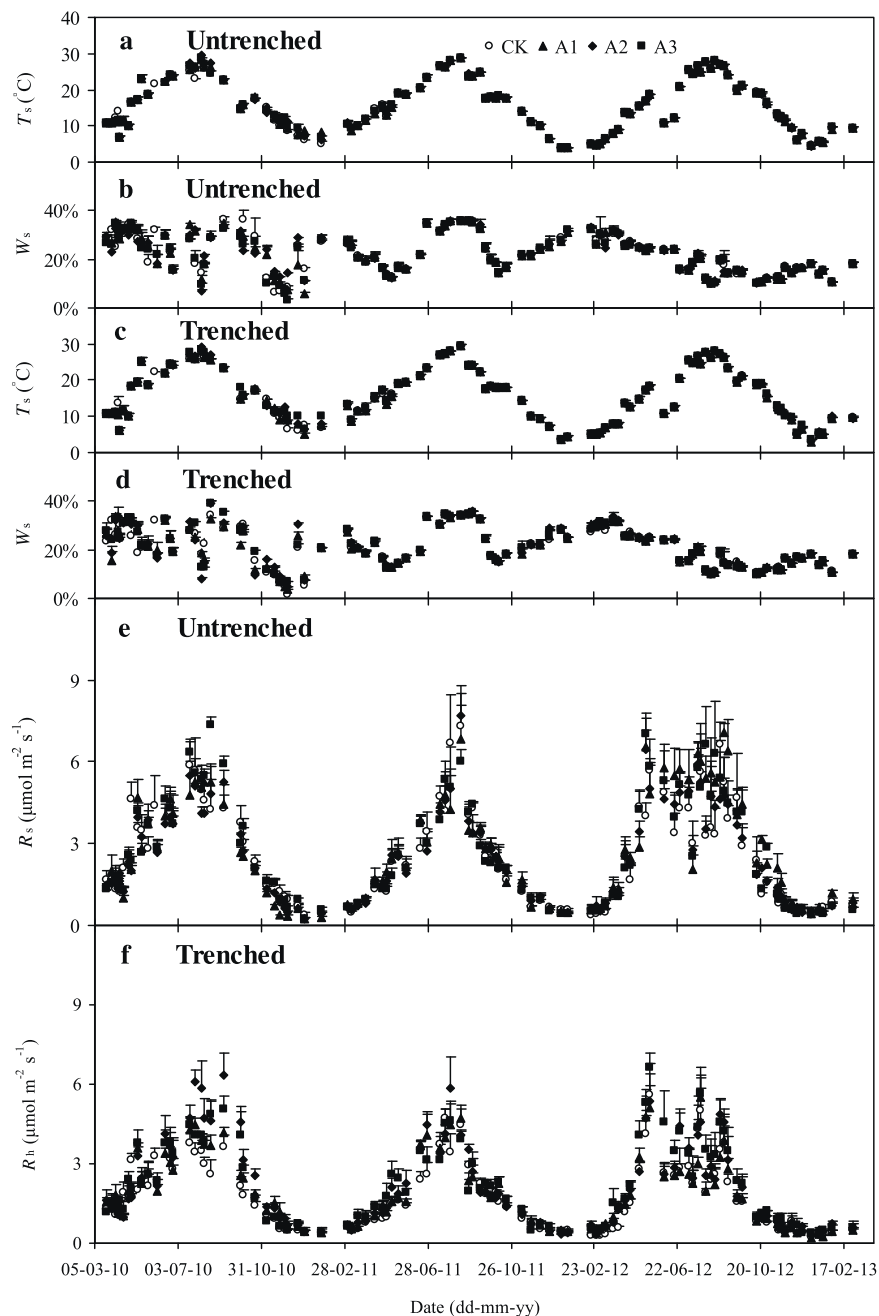 a Untrenched
CK A1 A2 A3
40
30
20
10
0
Ts (°C)
b Untrenched
40%
20%
0%
Ws
c Trenched
30
20
10
0
Ts (°C)
d Trenched
40%
20%
0%
Ws
e Untrenched
9
6
3
0
Rs (μmol m⁻² s⁻¹)
f Trenched
9
6
3
0
Rh (μmol m⁻² s⁻¹)
05-03-10 03-07-10 31-10-10 28-02-11 28-06-11 26-10-11 23-02-12 22-06-12 20-10-12 17-02-13
Date (dd-mm-yy)